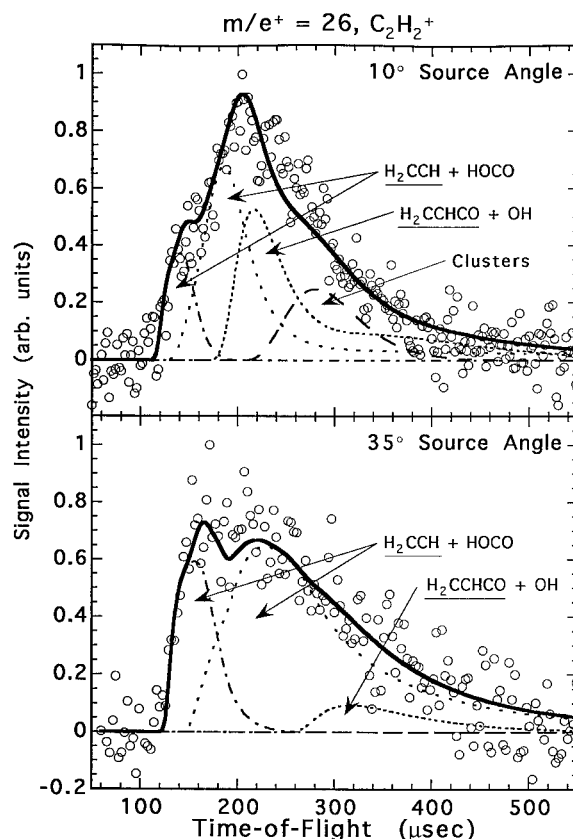 m/e⁺ = 26, C₂H₂⁺
10° Source Angle
H₂CCH + HOCO
H₂CCHCO + OH
Clusters
1
0.8
0.6
0.4
0.2
0
35° Source Angle
H₂CCH + HOCO
H₂CCHCO + OH
1
0.8
0.6
0.4
0.2
0
-0.2
Signal Intensity (arb. units)
100 200 300 400 500
Time-of-Flight (μsec)